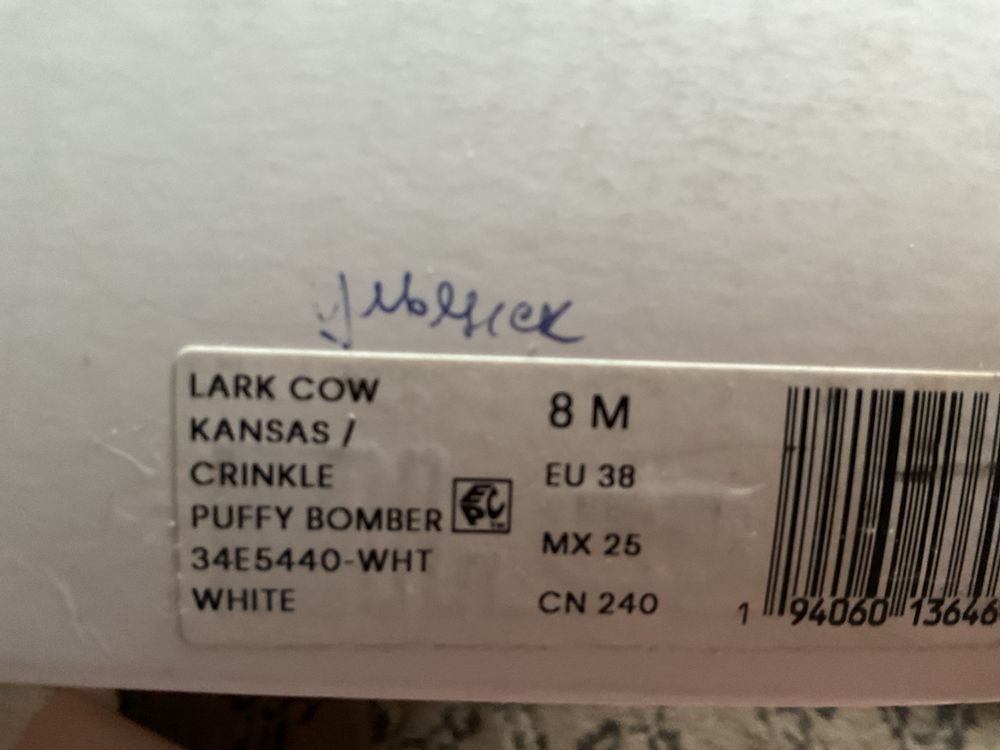 LARK COW
KANSAS /
CRINKLE
PUFFY BOMBER
34E5440-WHT
WHITE
8 M
EU 38
MX 25
CN 240
1 94060 13646